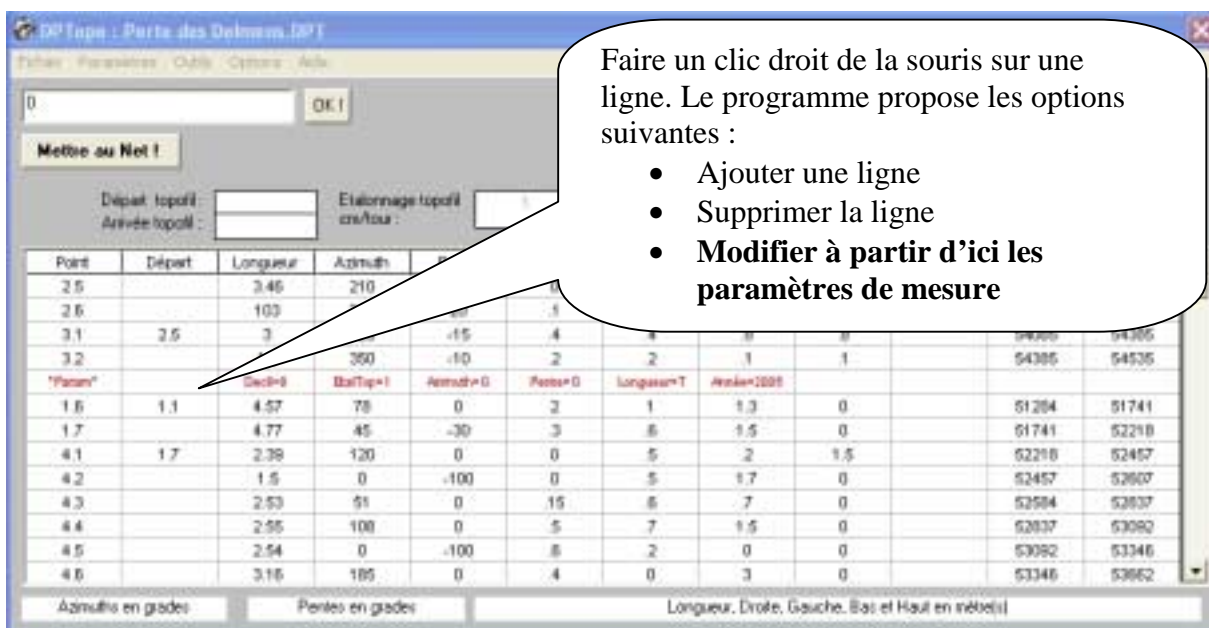 DPTope : Perte des Dolmens.DPT
Fichier Paramètres Outils Options Aide
Faire un clic droit de la souris sur une
ligne. Le programme propose les options
suivantes :
• Ajouter une ligne
• Supprimer la ligne
• Modifier à partir d’ici les
paramètres de mesure
0 OK !
Mettre au Net !
Départ topofil :
Arrivée topofil :
Etalonnage topofil
cm/tour :
Point Départ Longueur Azimuth
2.5 3.46 210
2.6 103 .1
3.1 2.5 3 -15 .4 54385
3.2 350 -10 .2 .2 .1 .1 54385 54535
"Param" Decli=0 EtalTop=1 Azimuth=G Pente=G Longueur=T Année=2005
1.6 1.1 4.57 78 0 2 1 1.3 0 51284 51741
1.7 4.77 45 -30 3 .6 1.5 0 51741 52218
4.1 1.7 2.39 120 0 0 .5 .2 1.5 52218 52457
4.2 1.5 0 -100 0 .5 1.7 0 52457 52607
4.3 2.53 51 0 .15 .6 .7 0 52584 52837
4.4 2.55 108 0 .5 .7 1.5 0 52837 53092
4.5 2.54 0 -100 .6 .2 0 0 53092 53346
4.6 3.16 185 0 .4 0 3 0 53346 53662
Azimuths en grades Pentes en grades Longueur, Droite, Gauche, Bas et Haut en mètre(s)